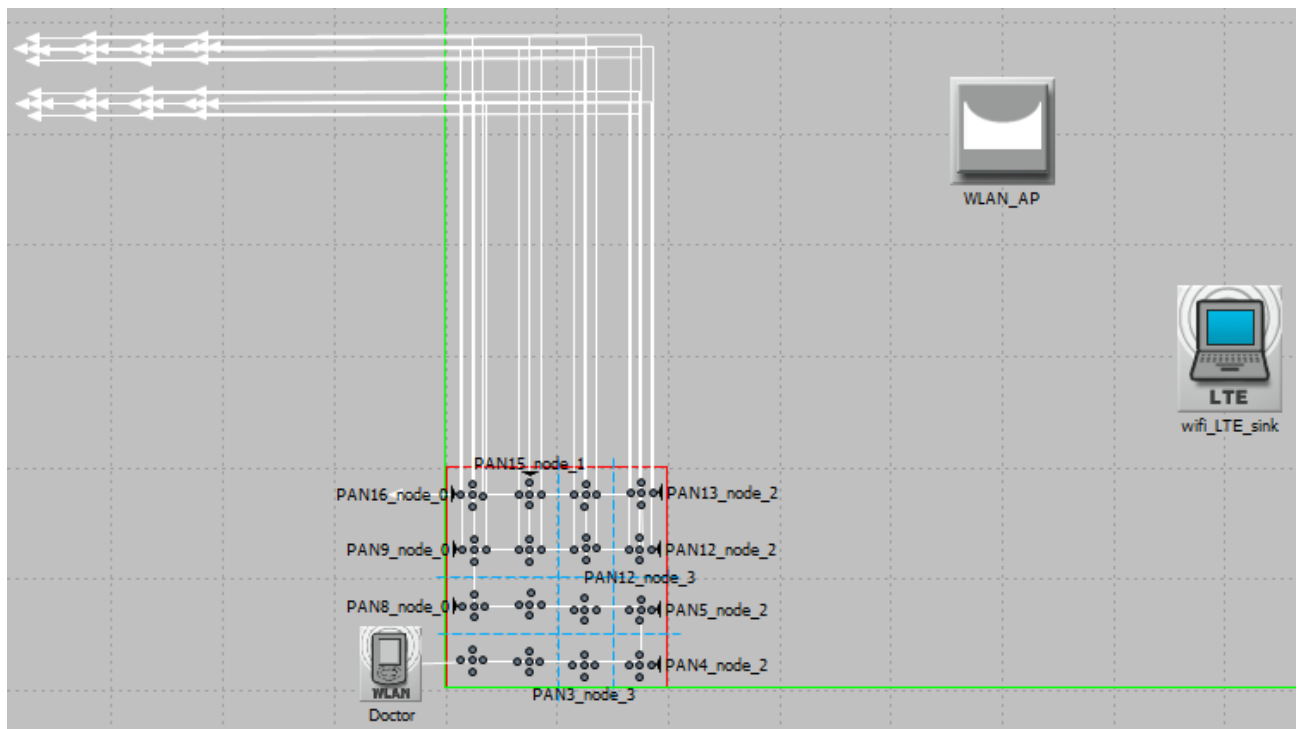 WLAN_AP
LTE
wifi_LTE_sink
PAN15_node_1
PAN16_node_0
PAN13_node_2
PAN9_node_0
PAN12_node_2
PAN12_node_3
PAN8_node_0
PAN5_node_2
PAN4_node_2
WLAN
PAN3_node_3
Doctor